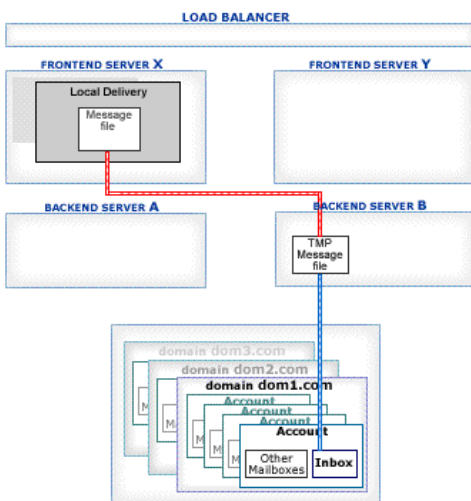 LOAD BALANCER
FRONTEND SERVER X
FRONTEND SERVER Y
Local Delivery
Message
file
BACKEND SERVER A
BACKEND SERVER B
TMP
Message
file
domain dom3.com
domain dom2.com
domain dom1.com
Account
Account
Account
Account
M
M
M
M
M
Other
Mailboxes
Inbox